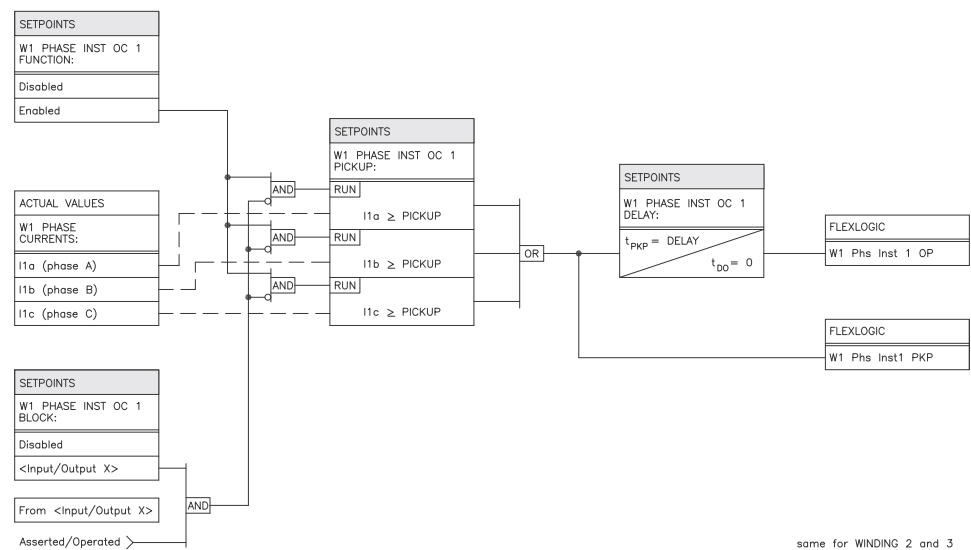 SETPOINTS
W1 PHASE INST OC 1
FUNCTION:
Disabled
Enabled
ACTUAL VALUES
W1 PHASE
CURRENTS:
I1a (phase A)
I1b (phase B)
I1c (phase C)
SETPOINTS
W1 PHASE INST OC 1
BLOCK:
Disabled
<Input/Output X>
From <Input/Output X>
Asserted/Operated
AND
AND
AND
AND
SETPOINTS
W1 PHASE INST OC 1
PICKUP:
RUN
I1a ≥ PICKUP
RUN
I1b ≥ PICKUP
RUN
I1c ≥ PICKUP
OR
SETPOINTS
W1 PHASE INST OC 1
DELAY:
tPKP = DELAY
tDO = 0
FLEXLOGIC
W1 Phs Inst 1 OP
FLEXLOGIC
W1 Phs Inst1 PKP
same for WINDING 2 and 3